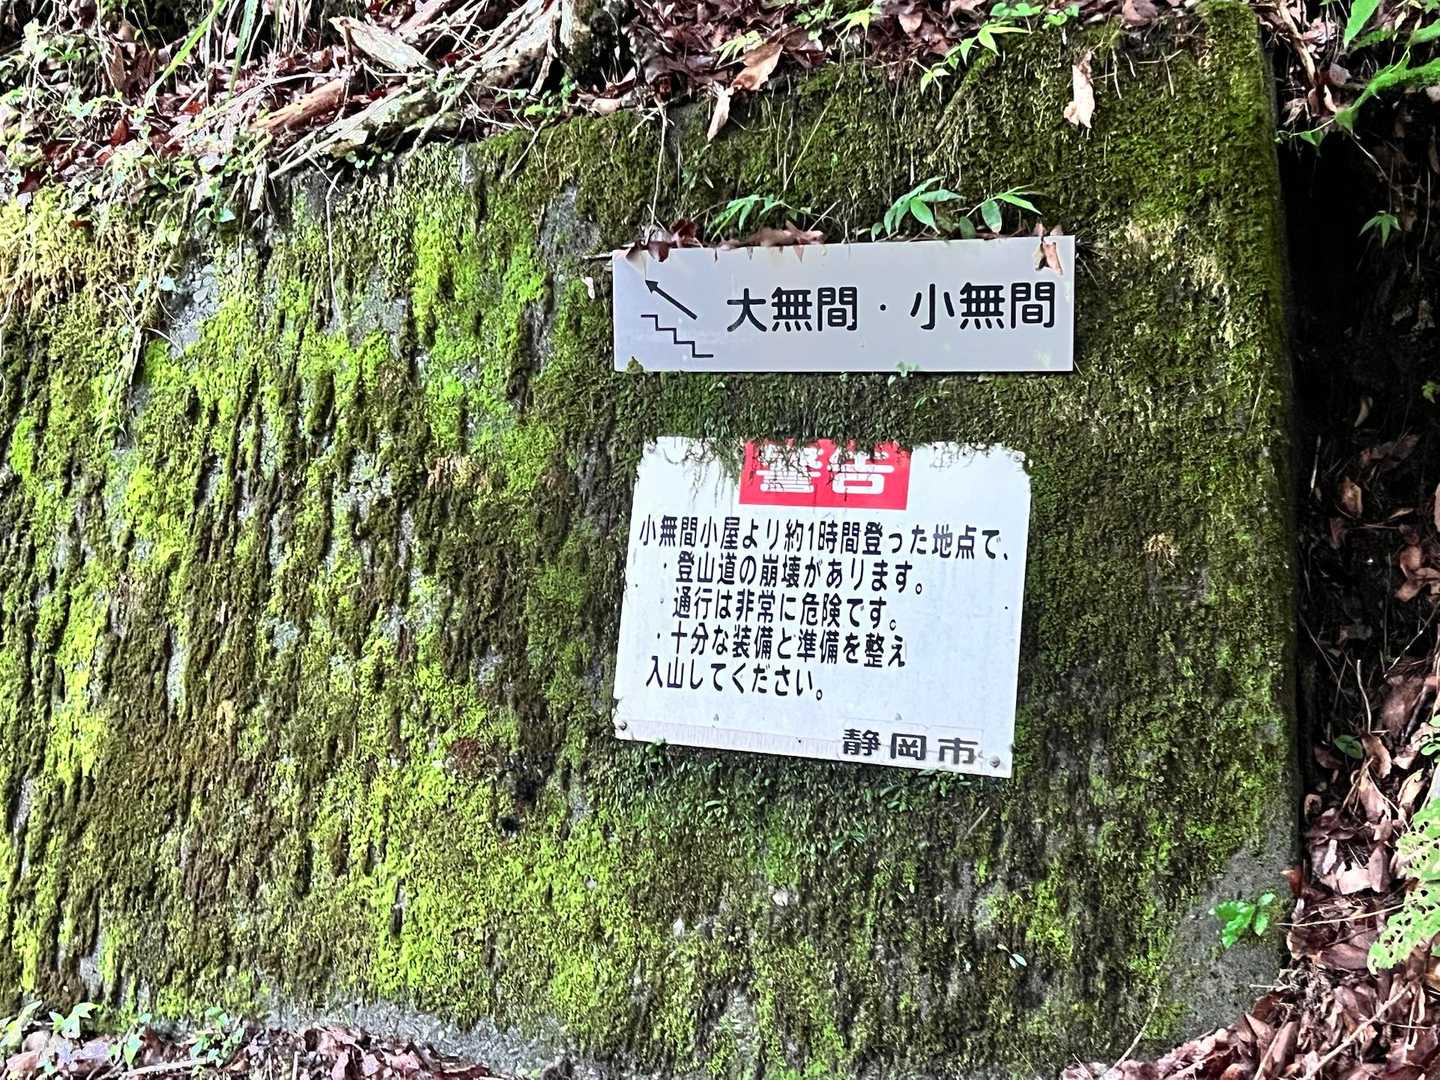 大無間・小無間
警告
小無間小屋より約1時間登った地点で、
・登山道の崩壊があります。
通行は非常に危険です。
・十分な装備と準備を整え
入山してください。
静岡市